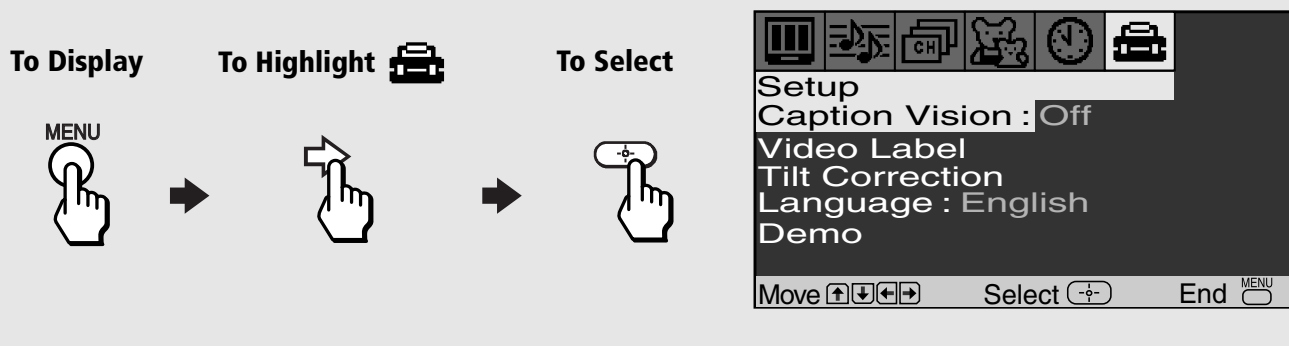 To Display
To Highlight
To Select
MENU
CH
Setup
Caption Vision : Off
Video Label
Tilt Correction
Language : English
Demo
Move Select End MENU